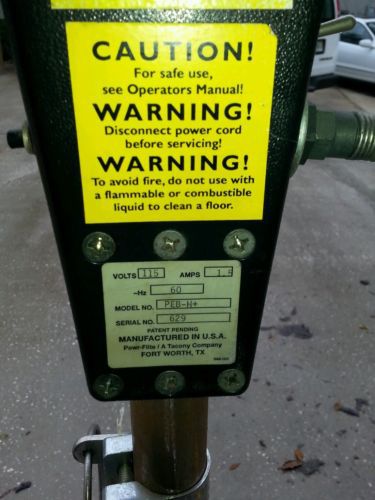 CAUTION!
For safe use,
see Operators Manual!
WARNING!
Disconnect power cord
before servicing!
WARNING!
To avoid fire, do not use with
a flammable or combustible
liquid to clean a floor.
VOLTS 115 AMPS 1.5
~Hz 60
MODEL NO. PEB-H+
SERIAL NO. 629
PATENT PENDING
MANUFACTURED IN U.S.A.
Powr-Flite / A Tacony Company
FORT WORTH, TX